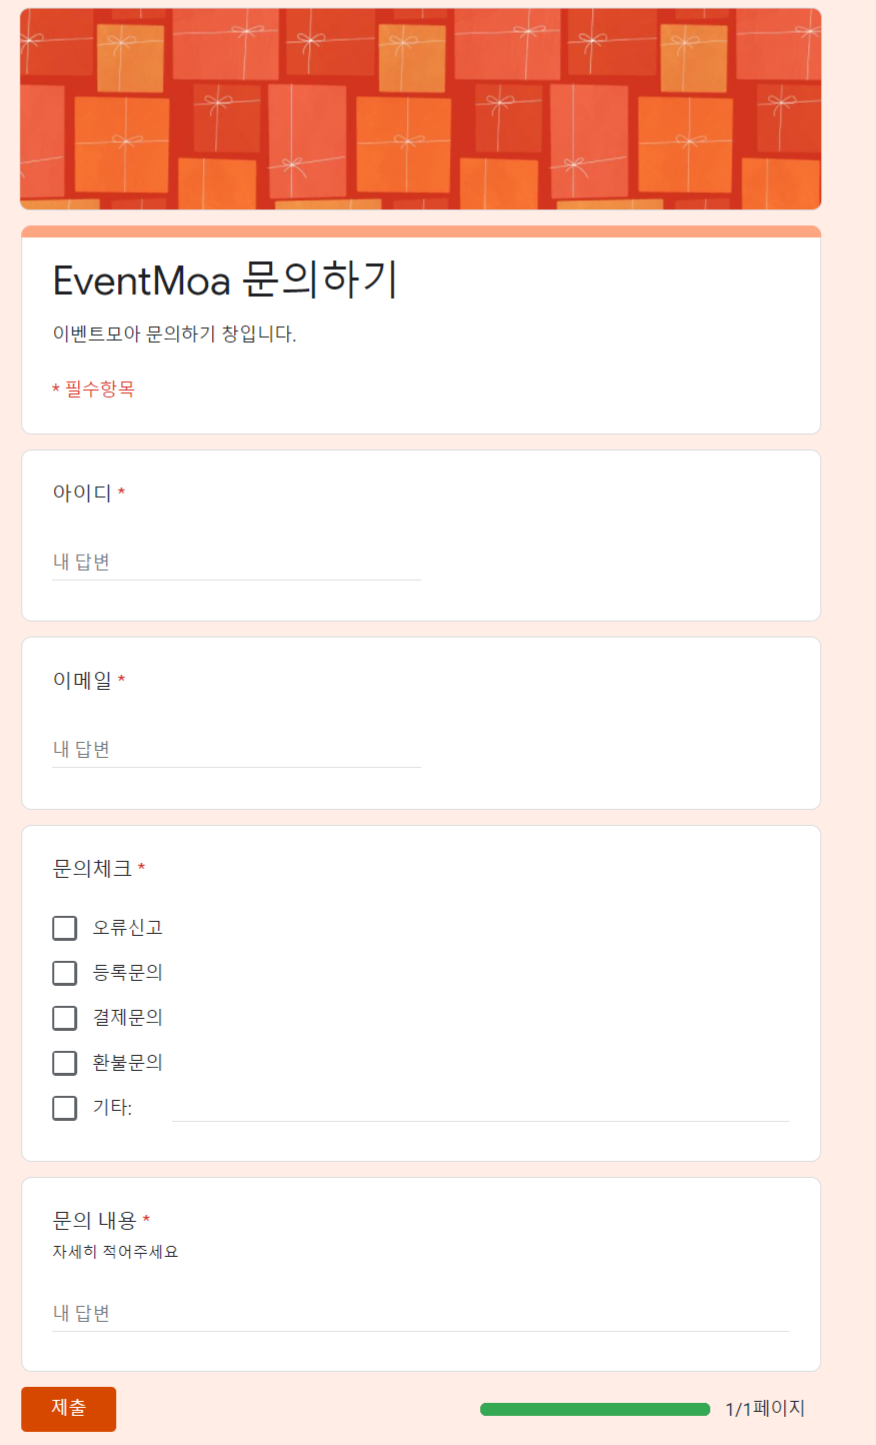 EventMoa 문의하기
이벤트모아 문의하기 창입니다.
* 필수항목
아이디 *
내 답변
이메일 *
내 답변
문의체크 *
오류신고
등록문의
결제문의
환불문의
기타:
문의 내용 *
자세히 적어주세요
내 답변
제출
1/1페이지